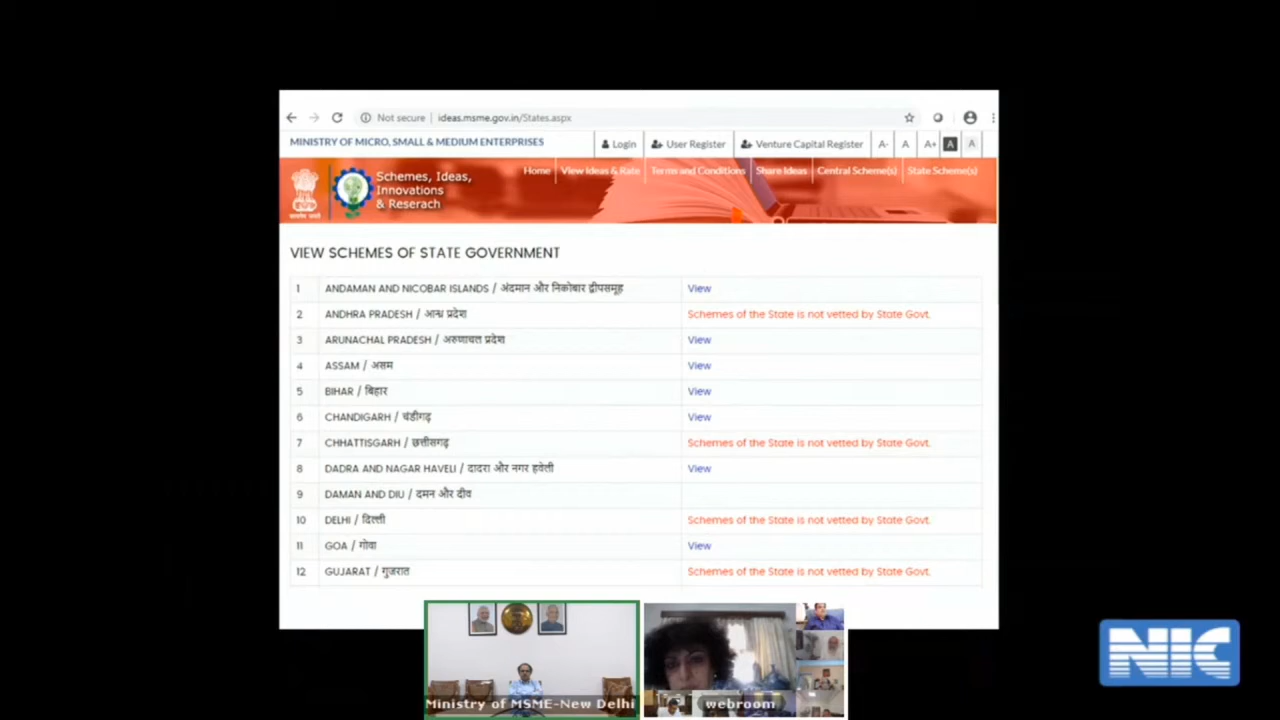 Not secure | ideas.msme.gov.in/States.aspx
MINISTRY OF MICRO, SMALL & MEDIUM ENTERPRISES
Login
User Register
Venture Capital Register
A-
A
A+
A
A
Schemes, Ideas,
Innovations
& Reserach
Home
View Ideas & Rate
Terms and Conditions
Share Ideas
Central Scheme(s)
State Scheme(s)
VIEW SCHEMES OF STATE GOVERNMENT
1 ANDAMAN AND NICOBAR ISLANDS / अंदमान और निकोबार द्वीपसमूह View
2 ANDHRA PRADESH / आन्ध्र प्रदेश Schemes of the State is not vetted by State Govt.
3 ARUNACHAL PRADESH / अरुणाचल प्रदेश View
4 ASSAM / असम View
5 BIHAR / बिहार View
6 CHANDIGARH / चंडीगढ़ View
7 CHHATTISGARH / छत्तीसगढ़ Schemes of the State is not vetted by State Govt.
8 DADRA AND NAGAR HAVELI / दादरा और नगर हवेली View
9 DAMAN AND DIU / दमन और दीव
10 DELHI / दिल्ली Schemes of the State is not vetted by State Govt.
11 GOA / गोवा View
12 GUJARAT / गुजरात Schemes of the State is not vetted by State Govt.
Ministry of MSME-New Delhi
webroom
NIC